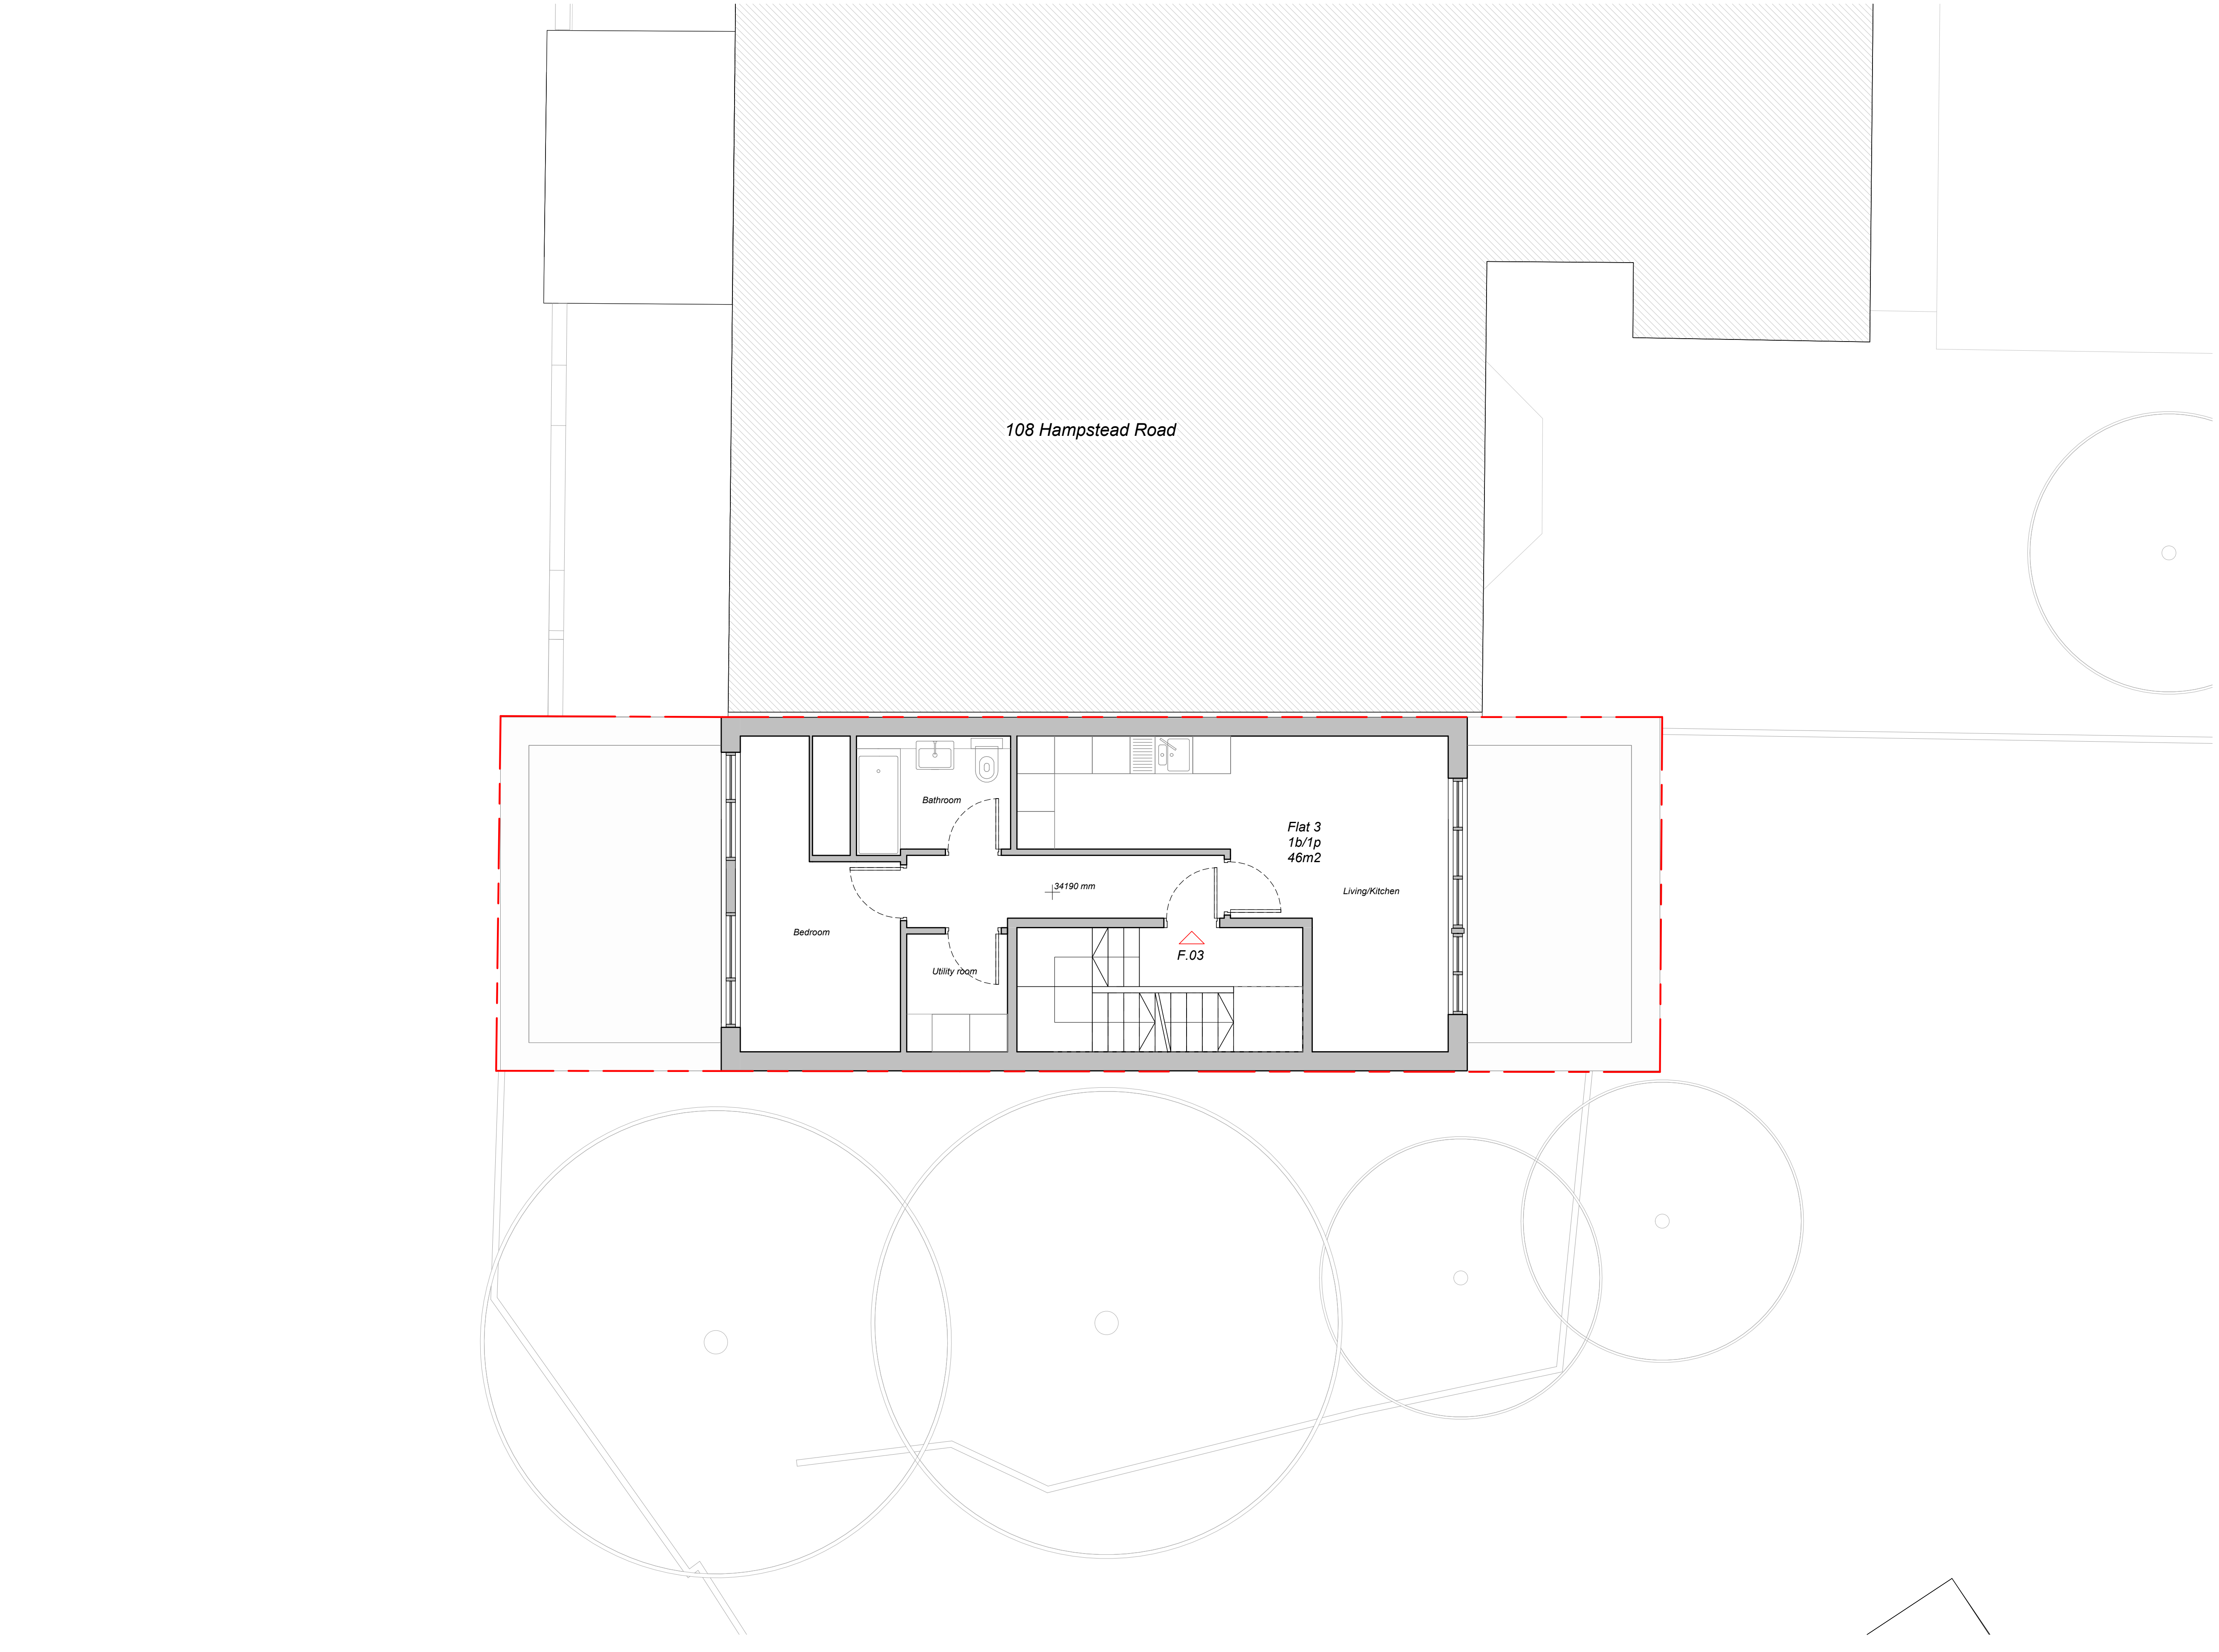 108 Hampstead Road
Bathroom
Flat 3
1b/1p
46m2
34190 mm
Living/Kitchen
Bedroom
F.03
Utility room